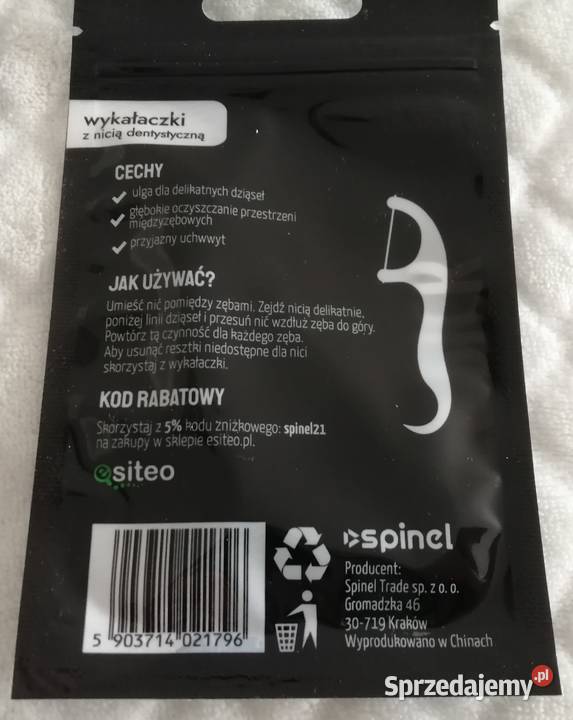 wykałaczki
z nicią dentystyczną
CECHY
ulga dla delikatnych dziąseł
głębokie oczyszczanie przestrzeni
międzyzębowych
przyjazny uchwwyt
JAK UŻYWAĆ?
Umieść nić pomiędzy zębami. Zejdź nicią delikatnie,
poniżej linii dziąseł i przesuń nić wzdłuż zęba do góry.
Powtórz tą czynność dla każdego zęba.
Aby usunąć resztki niedostępne dla nici
skorzystaj z wykałaczki.
KOD RABATOWY
Skorzystaj z 5% kodu zniżkowego: spinel21
na zakupy w sklepie esiteo.pl.
esiteo
5 903714 021796
spinel
Producent:
Spinel Trade sp. z o. o.
Gromadzka 46
30-719 Kraków
Wyprodukowano w Chinach
Sprzedajemy.pl